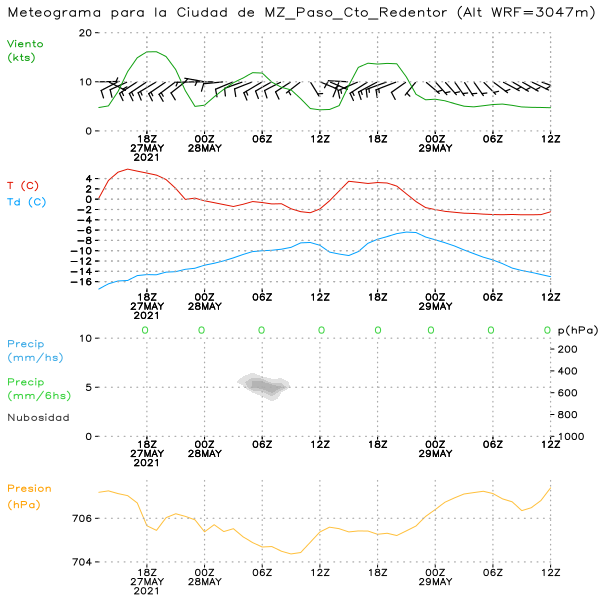 Meteograma para la Ciudad de MZ_Paso_Cto_Redentor (Alt WRF=3047m)
Viento
(kts)
20
10
0
18Z 00Z 06Z 12Z 18Z 00Z 06Z 12Z
27MAY 28MAY 29MAY
2021
T (C)
Td (C)
4
2
0
-2
-4
-6
-8
-10
-12
-14
-16
18Z 00Z 06Z 12Z 18Z 00Z 06Z 12Z
27MAY 28MAY 29MAY
2021
0 0 0 0 0 0 0 0 p(hPa)
Precip
(mm/hs)
Precip
(mm/6hs)
Nubosidad
10
5
0
200
400
600
800
1000
18Z 00Z 06Z 12Z 18Z 00Z 06Z 12Z
27MAY 28MAY 29MAY
2021
Presion
(hPa)
706
704
18Z 00Z 06Z 12Z 18Z 00Z 06Z 12Z
27MAY 28MAY 29MAY
2021